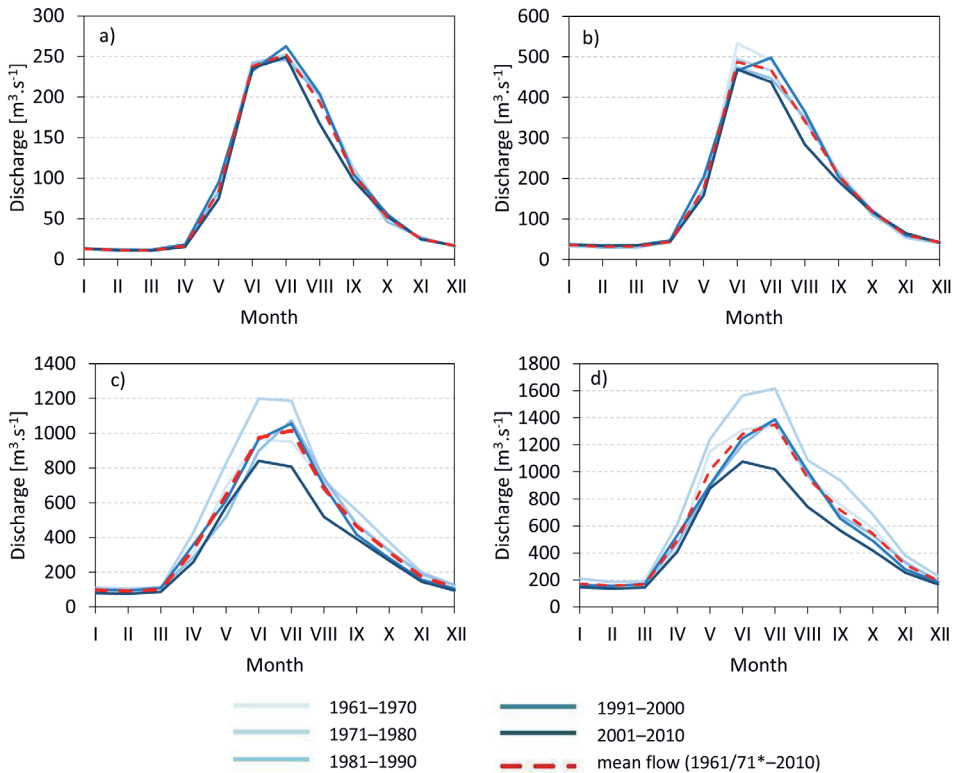 a)
Discharge [m³.s⁻¹]
300
250
200
150
100
50
0
I II III IV V VI VII VIII IX X XI XII
Month
b)
Discharge [m³.s⁻¹]
600
500
400
300
200
100
0
I II III IV V VI VII VIII IX X XI XII
Month
c)
Discharge [m³.s⁻¹]
1400
1200
1000
800
600
400
200
0
I II III IV V VI VII VIII IX X XI XII
Month
d)
Discharge [m³.s⁻¹]
1800
1600
1400
1200
1000
800
600
400
200
0
I II III IV V VI VII VIII IX X XI XII
Month
1961–1970
1971–1980
1981–1990
1991–2000
2001–2010
mean flow (1961/71*–2010)